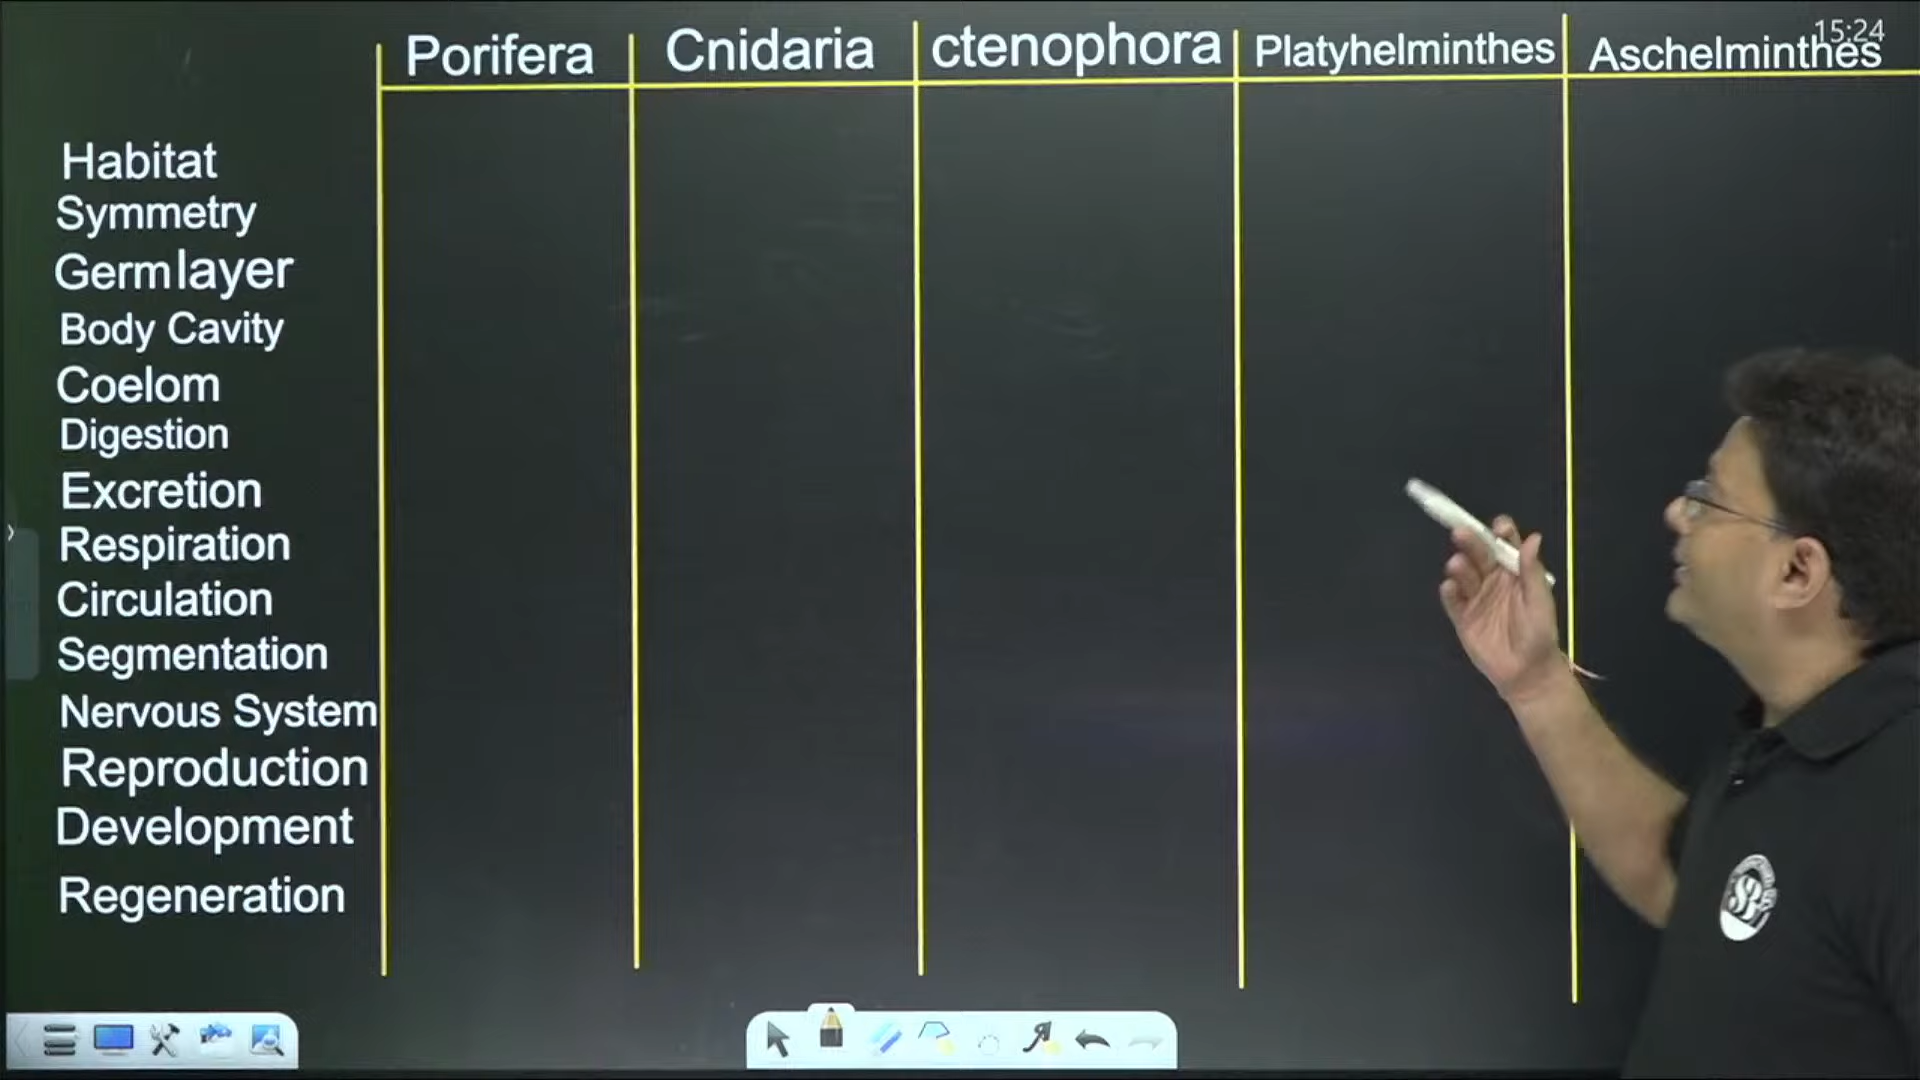 Porifera Cnidaria ctenophora Platyhelminthes Aschelminthes
15:24
Habitat
Symmetry
Germ layer
Body Cavity
Coelom
Digestion
Excretion
Respiration
Circulation
Segmentation
Nervous System
Reproduction
Development
Regeneration